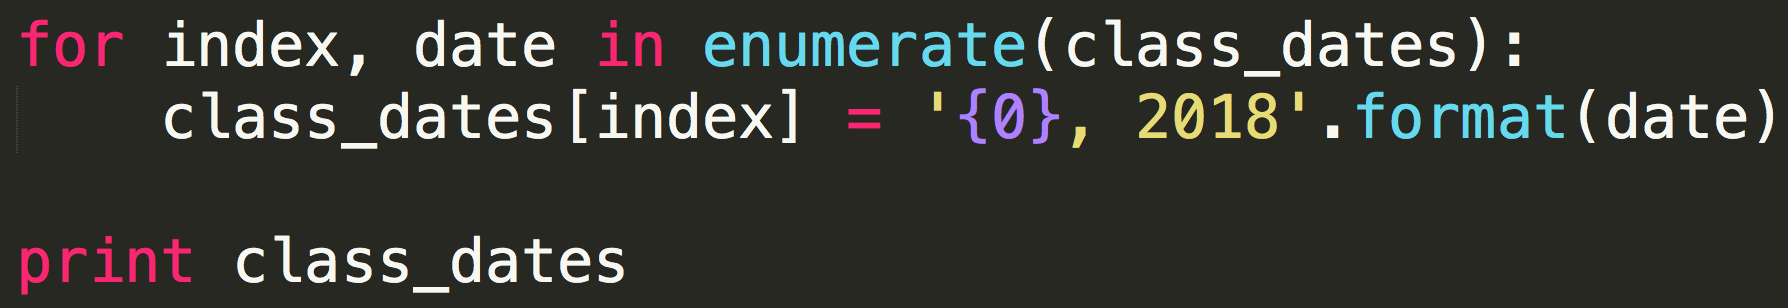 for index, date in enumerate(class_dates):
    class_dates[index] = '{0}, 2018'.format(date)
print class_dates